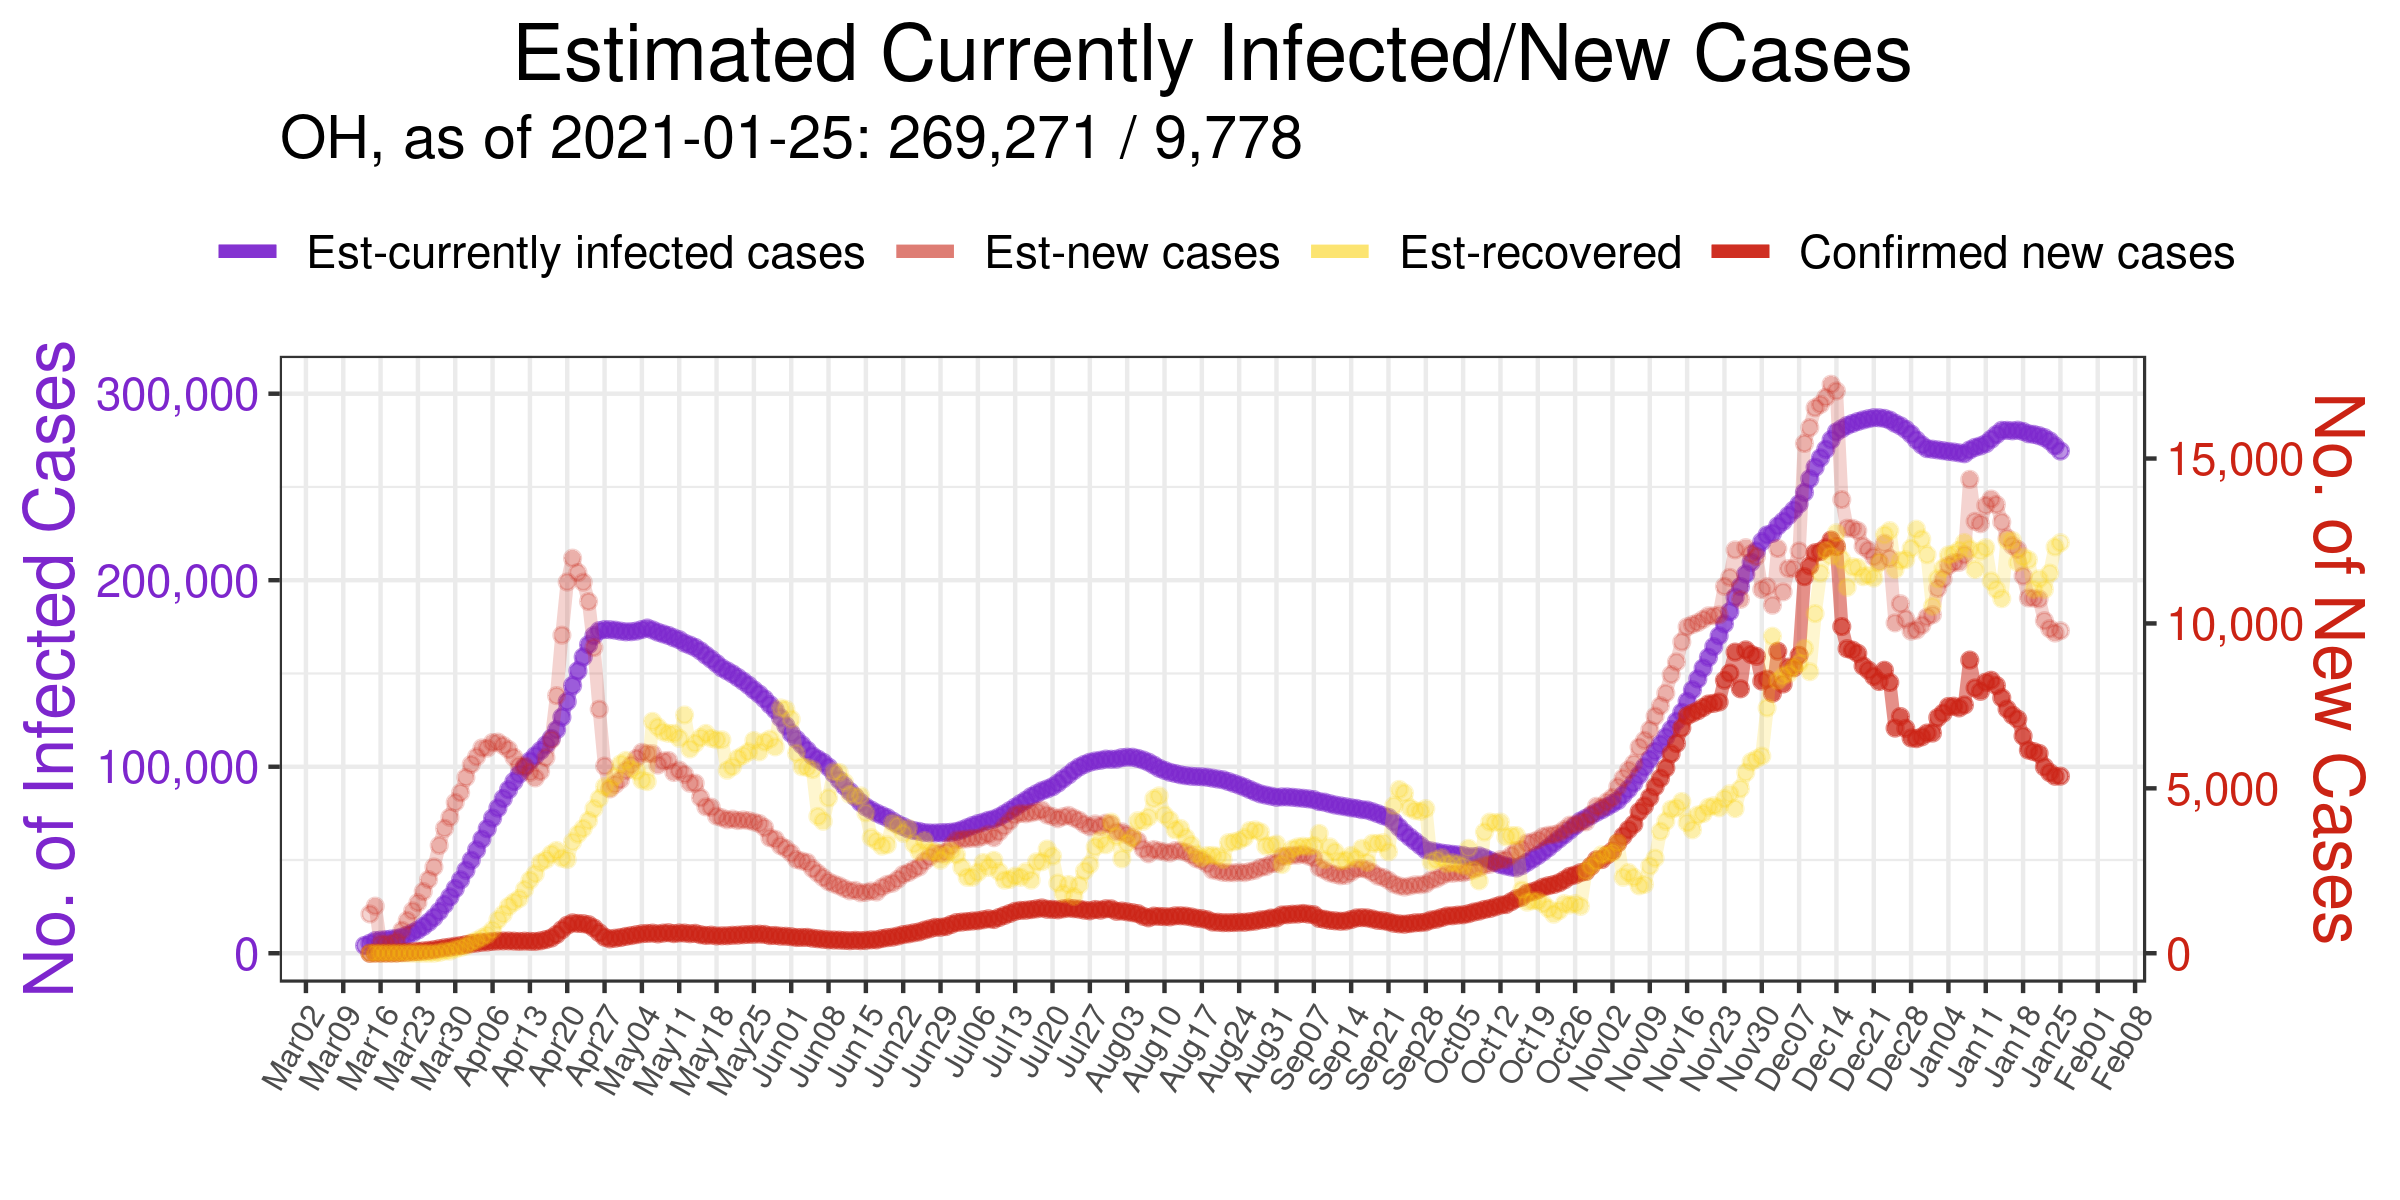 Estimated Currently Infected/New Cases
OH, as of 2021-01-25: 269,271 / 9,778
Est-currently infected cases Est-new cases Est-recovered Confirmed new cases
No. of Infected Cases
300,000
200,000
100,000
0
15,000
10,000
5,000
0
No. of New Cases
Mar02 Mar09 Mar16 Mar23 Mar30 Apr06 Apr13 Apr20 Apr27 May04 May11 May18 May25 Jun01 Jun08 Jun15 Jun22 Jun29 Jul06 Jul13 Jul20 Jul27 Aug03 Aug10 Aug17 Aug24 Aug31 Sep07 Sep14 Sep21 Sep28 Oct05 Oct12 Oct19 Oct26 Nov02 Nov09 Nov16 Nov23 Nov30 Dec07 Dec14 Dec21 Dec28 Jan04 Jan11 Jan18 Jan25 Feb01 Feb08